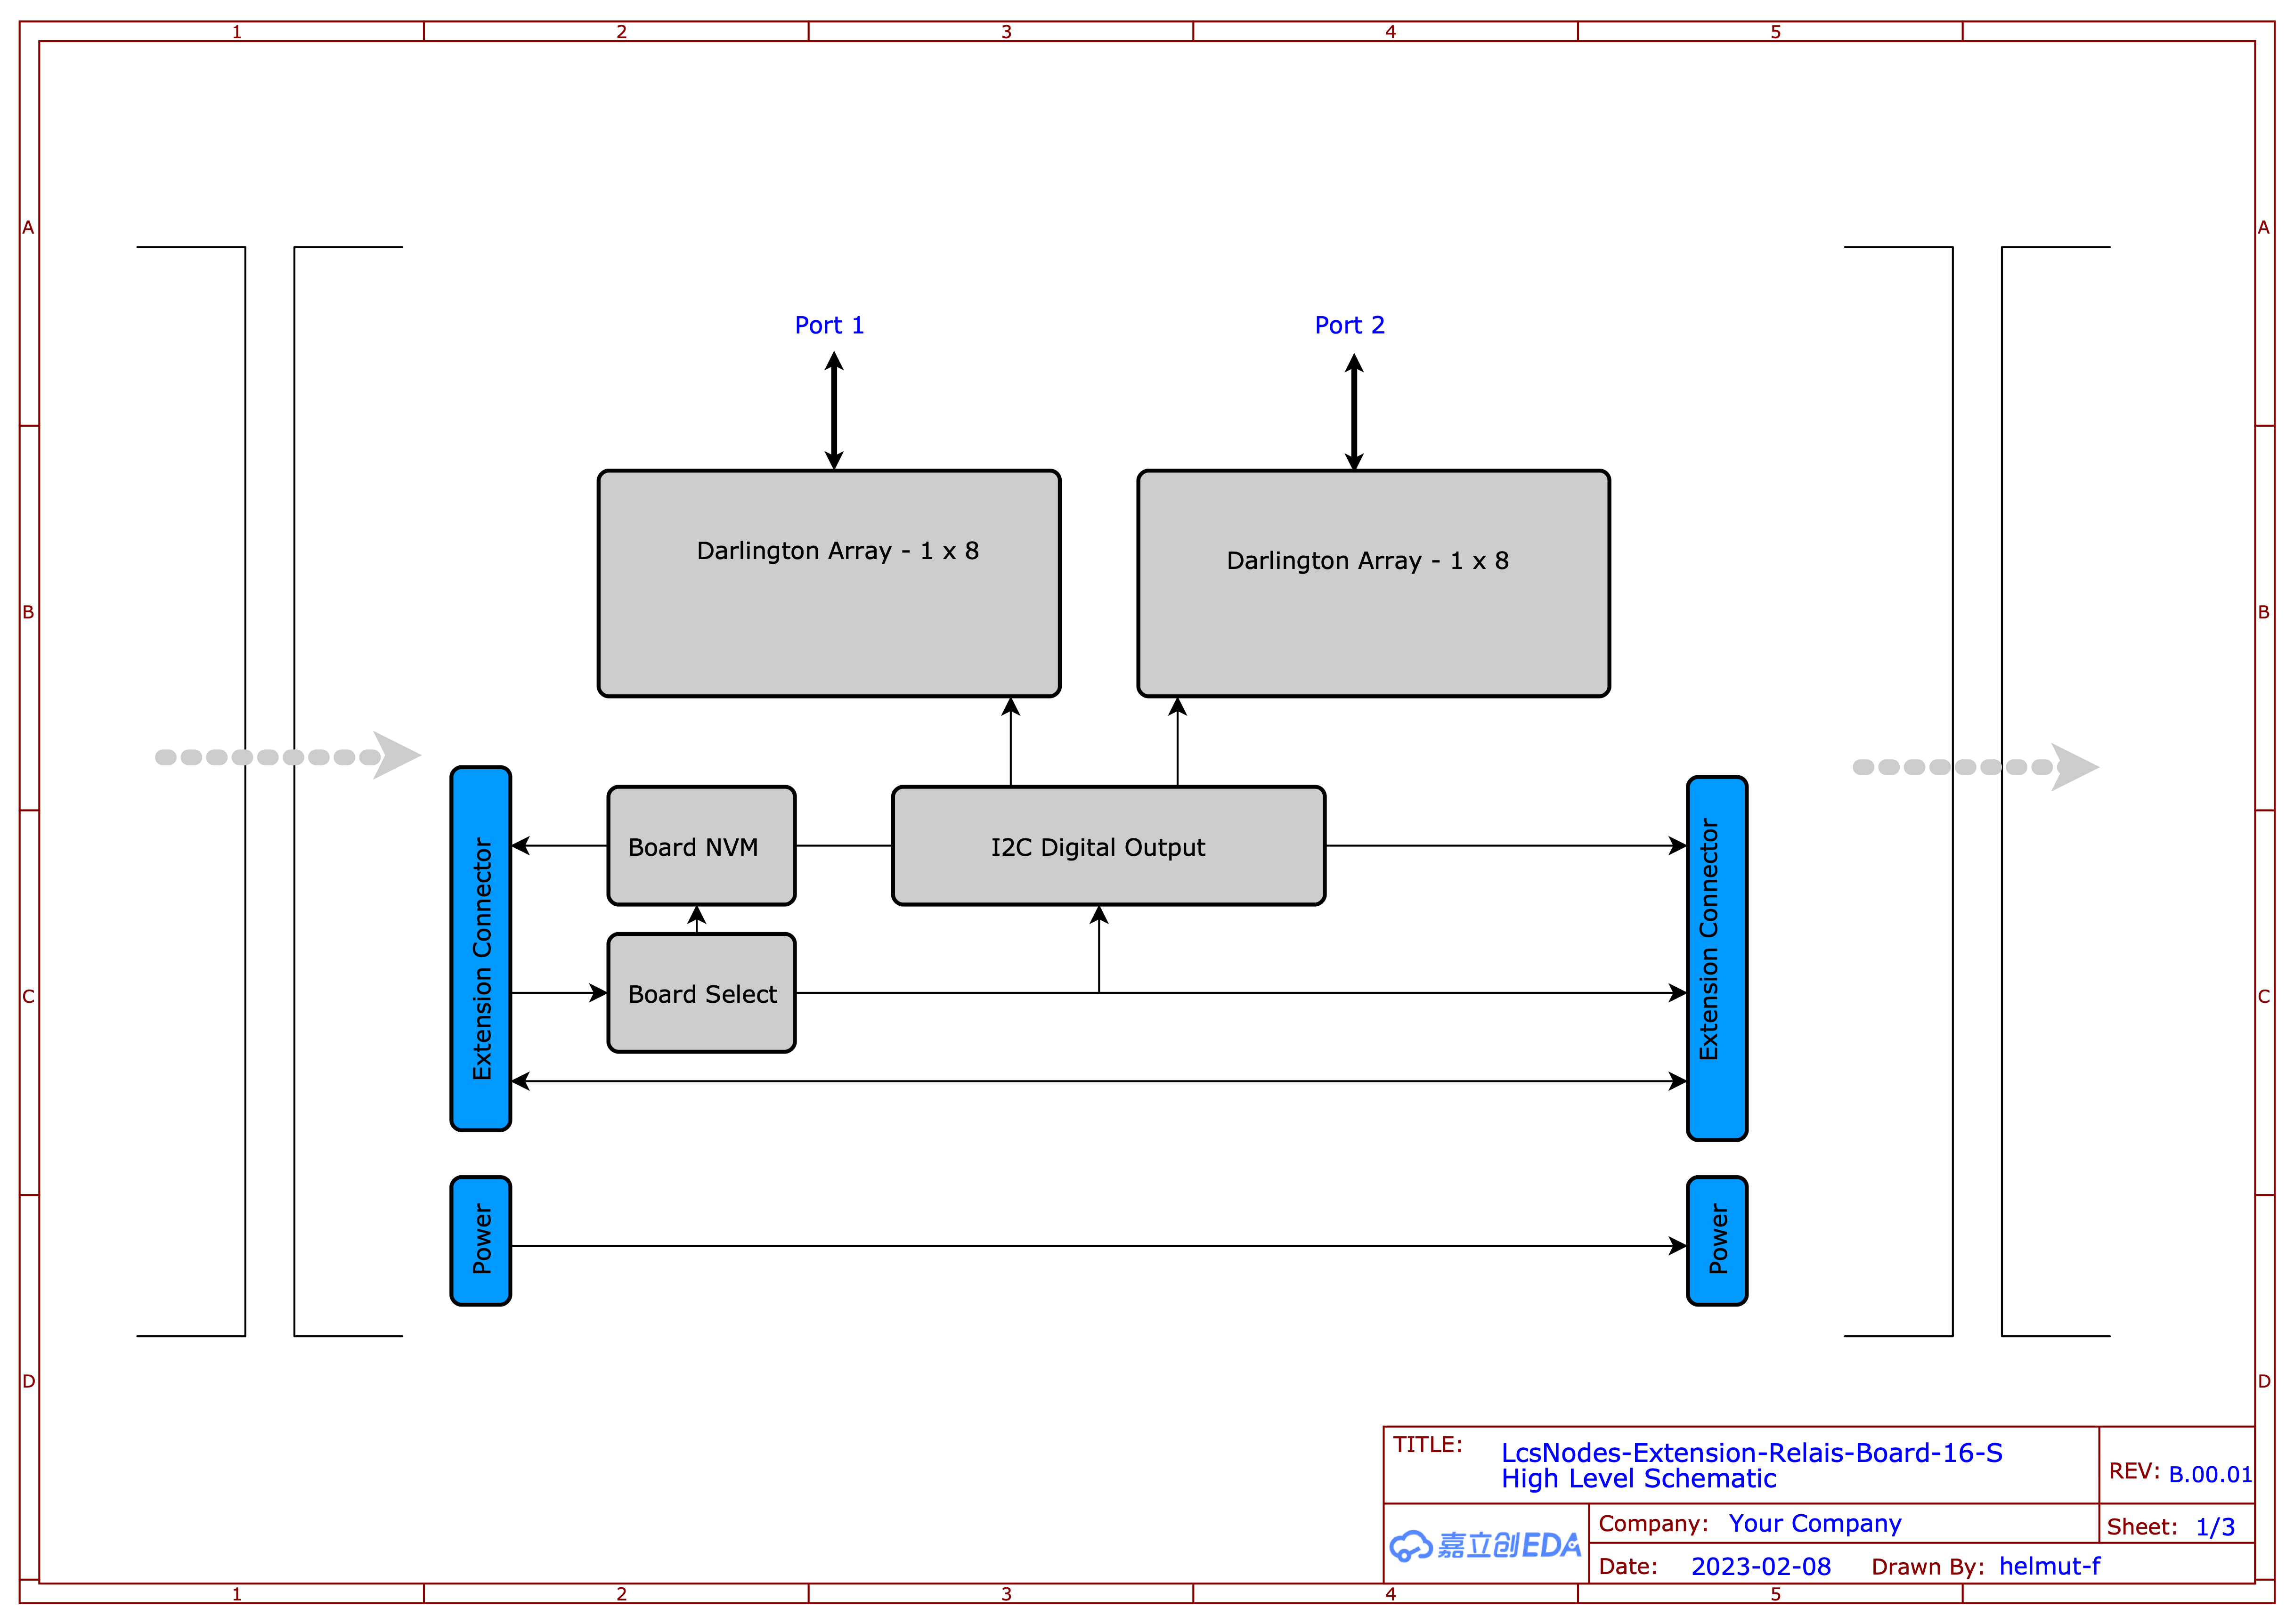 1 2 3 4 5
A A
Port 1 Port 2
Darlington Array - 1 x 8
Darlington Array - 1 x 8
B B
Board NVM
I2C Digital Output
Extension Connector
Extension Connector
Board Select
C C
Power
Power
D D
TITLE:
LcsNodes-Extension-Relais-Board-16-S
High Level Schematic
REV: B.00.01
嘉立创EDA
Company: Your Company
Sheet: 1/3
Date: 2023-02-08 Drawn By: helmut-f
1 2 3 4 5